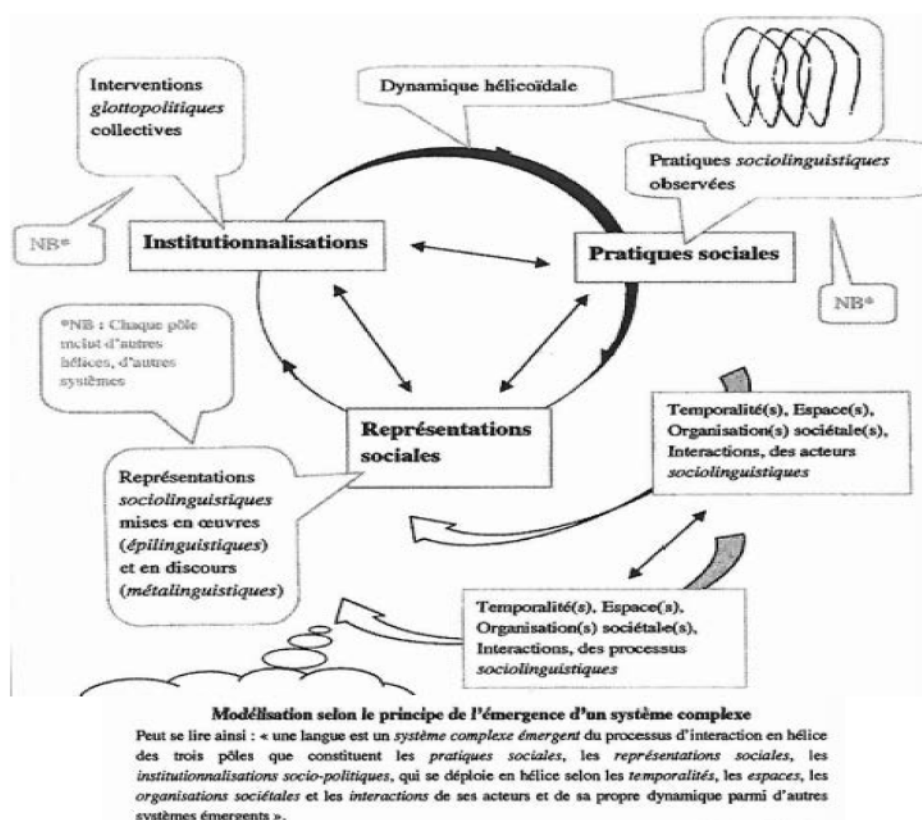 Interventions
glottopolitiques
collectives
Dynamique hélicoïdale
Pratiques sociolinguistiques
observées
NB*
Institutionnalisations
Pratiques sociales
NB*
*NB : Chaque pôle
inclut d'autres
hélices, d'autres
systèmes
Représentations
sociales
Temporalité(s), Espace(s),
Organisation(s) sociétale(s),
Interactions, des acteurs
sociolinguistiques
Représentations
sociolinguistiques
mises en œuvres
(épilinguistiques)
et en discours
(métalinguistiques)
Temporalité(s), Espace(s),
Organisation(s) sociétale(s),
Interactions, des processus
sociolinguistiques
Modélisation selon le principe de l'émergence d'un système complexe
Peut se lire ainsi : « une langue est un système complexe émergent du processus d'interaction en hélice
des trois pôles que constituent les pratiques sociales, les représentations sociales, les
institutionnalisations socio-politiques, qui se déploie en hélice selon les temporalités, les espaces, les
organisations sociétales et les interactions de ses acteurs et de sa propre dynamique parmi d'autres
systèmes émergents ».